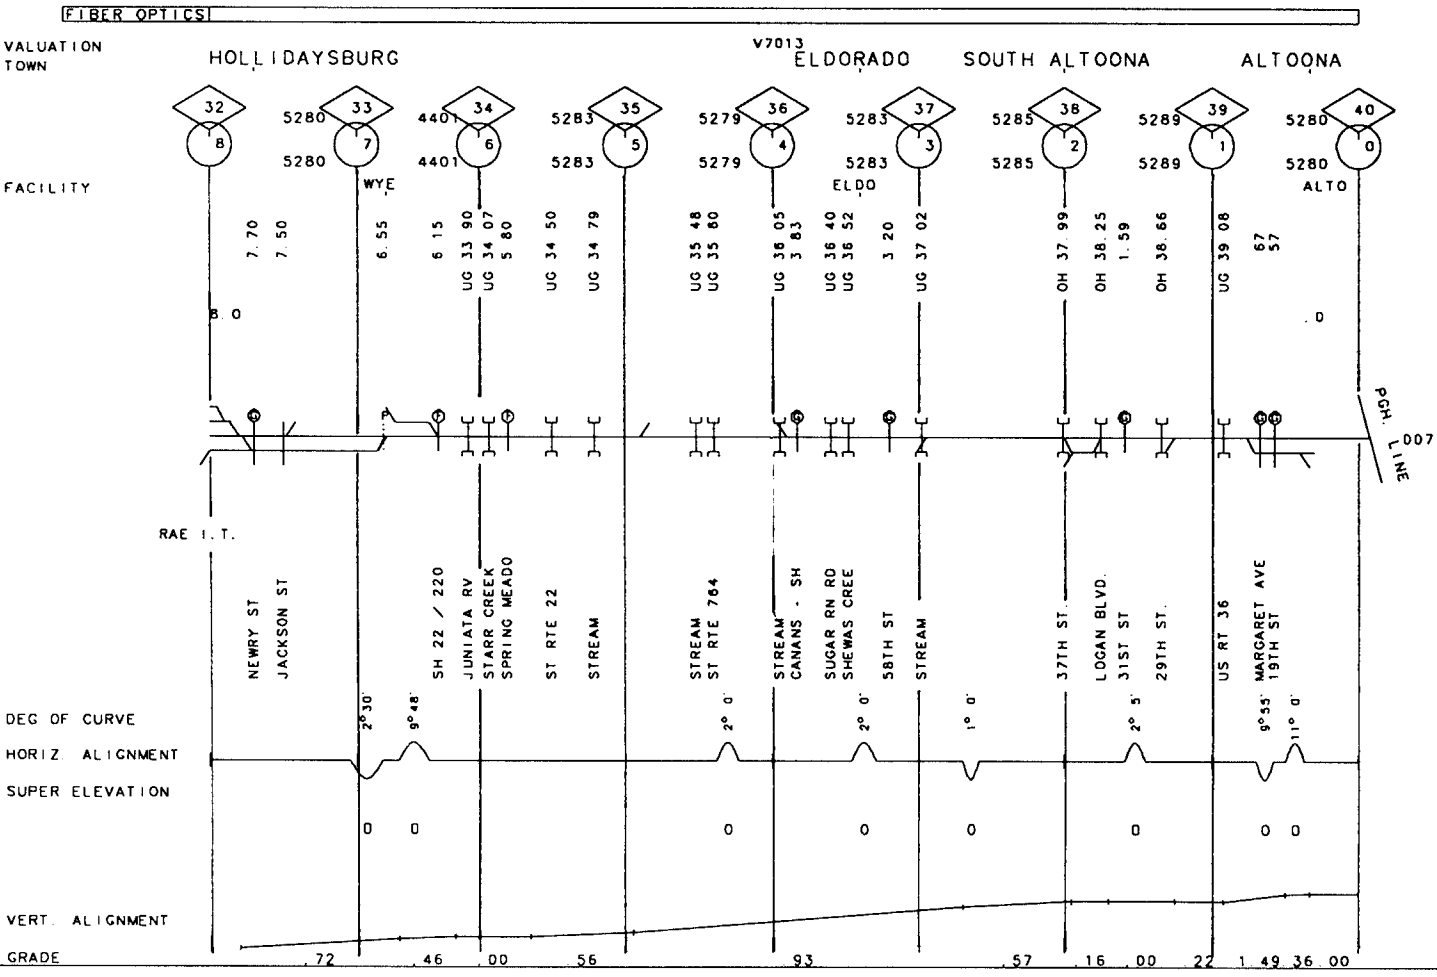 FIBER OPTICS
VALUATION V7013
TOWN HOLLIDAYSBURG ELDORADO SOUTH ALTOONA ALTOONA
32 5280 33 4401 34 5283 35 5279 36 5283 37 5285 38 5289 39 5280 40
8 5280 7 4401 6 5283 5 5279 4 5283 3 5285 2 5289 1 5280 0
FACILITY WYE ELDO ALTO
7.70
7.50
6.55
6 15
UG 33 90
UG 34 07
5 80
UG 34 50
UG 34 79
UG 35 48
UG 35 80
UG 36 05
3 83
UG 36 40
UG 36 52
3 20
UG 37 02
OH 37.99
OH 38.25
1.59
OH 38.66
UG 39 08
67
57
8.0 .0
G F P F G G G G G
PGH. LINE
007
RAE I.T.
NEWRY ST
JACKSON ST
SH 22 / 220
JUNIATA RV
STARR CREEK
SPRING MEADO
ST RTE 22
STREAM
STREAM
ST RTE 764
STREAM
CANANS - SH
SUGAR RN RD
SHEWAS CREE
58TH ST
STREAM
37TH ST.
LOGAN BLVD.
31ST ST
29TH ST.
US RT 36
MARGARET AVE
19TH ST
DEG OF CURVE 2°30' 9°48' 2° 0' 2° 0' 1° 0' 2° 5' 9°55' 11° 0'
HORIZ. ALIGNMENT
SUPER ELEVATION
0 0 0 0 0 0 0 0
VERT. ALIGNMENT
GRADE .72 .46 .00 .56 .93 .57 .16 .00 .22 1.49 .36 .00